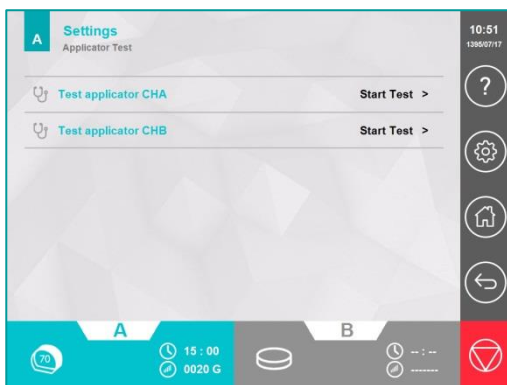 A
Settings
Applicator Test
10:51
1395/07/17
Test applicator CHA Start Test >
Test applicator CHB Start Test >
?
A
B
70
15 : 00
0020 G
-- : --
-------